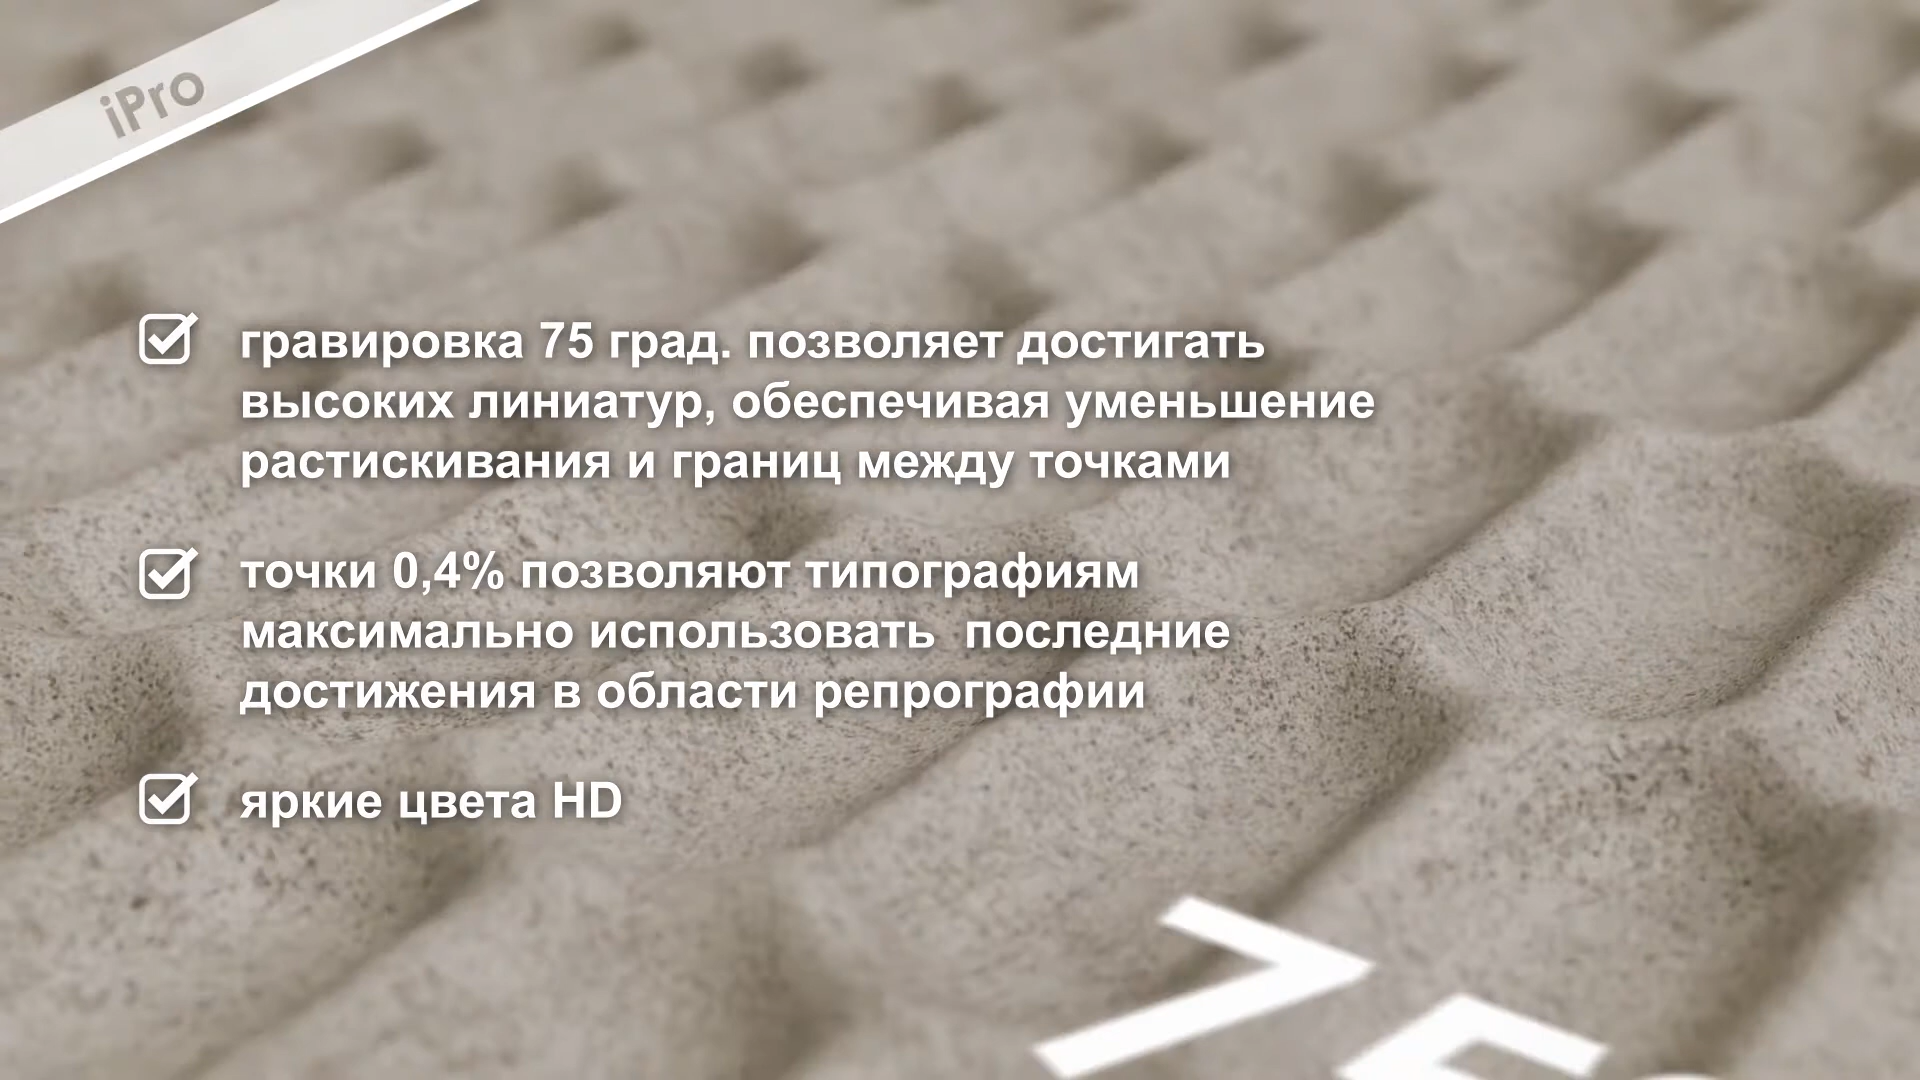 iPro
гравировка 75 град. позволяет достигать
высоких линиатур, обеспечивая уменьшение
растискивания и границ между точками
точки 0,4% позволяют типографиям
максимально использовать  последние
достижения в области репрографии
яркие цвета HD